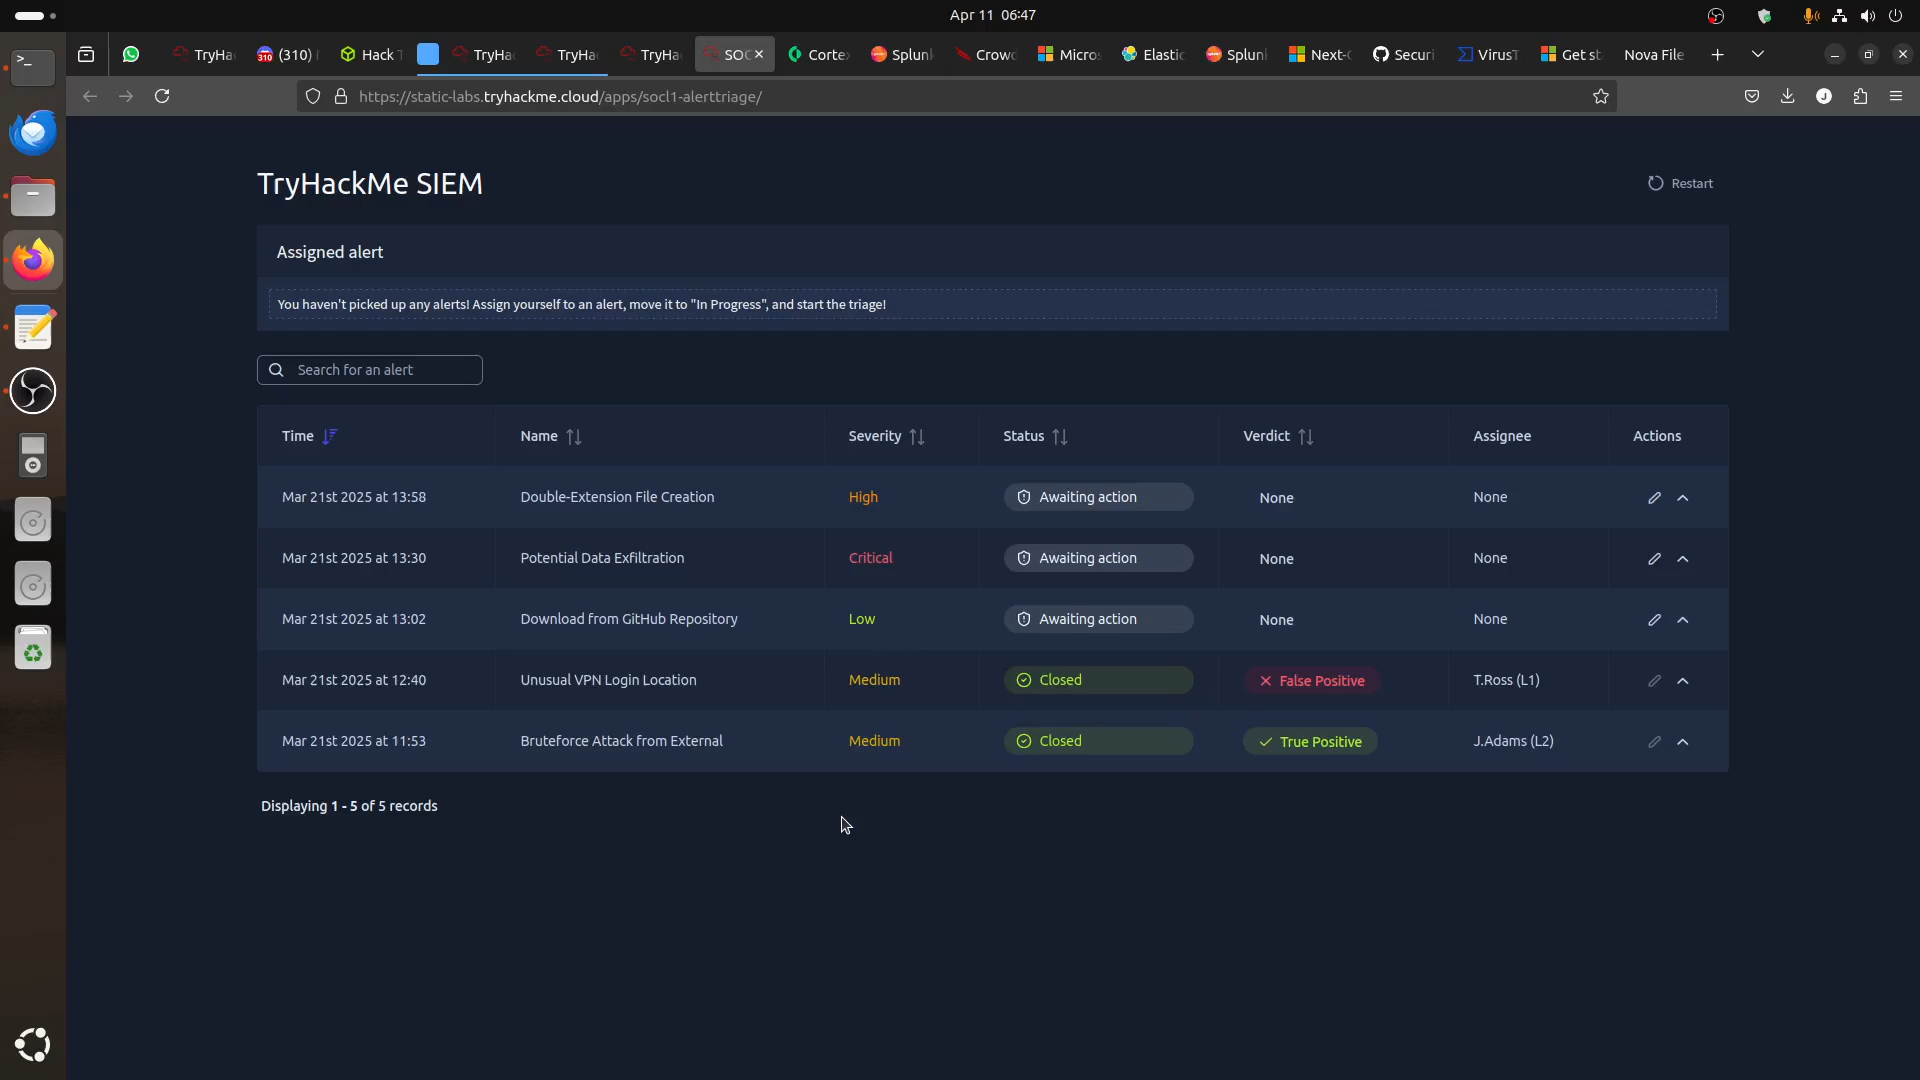 Apr 11 06:47
TryHa
(310)
Hack T
TryHa
TryHa
TryHa
SOC
Corte
Splun
Crow
Micros
Elastic
Splun
Next-
Securi
VirusT
Get st
Nova File
https://static-labs.tryhackme.cloud/apps/socl1-alerttriage/
TryHackMe SIEM
Restart
Assigned alert
You haven't picked up any alerts! Assign yourself to an alert, move it to "In Progress", and start the triage!
Search for an alert
Time Name Severity Status Verdict Assignee Actions
Mar 21st 2025 at 13:58 Double-Extension File Creation High Awaiting action None None
Mar 21st 2025 at 13:30 Potential Data Exfiltration Critical Awaiting action None None
Mar 21st 2025 at 13:02 Download from GitHub Repository Low Awaiting action None None
Mar 21st 2025 at 12:40 Unusual VPN Login Location Medium Closed False Positive T.Ross (L1)
Mar 21st 2025 at 11:53 Bruteforce Attack from External Medium Closed True Positive J.Adams (L2)
Displaying 1 - 5 of 5 records